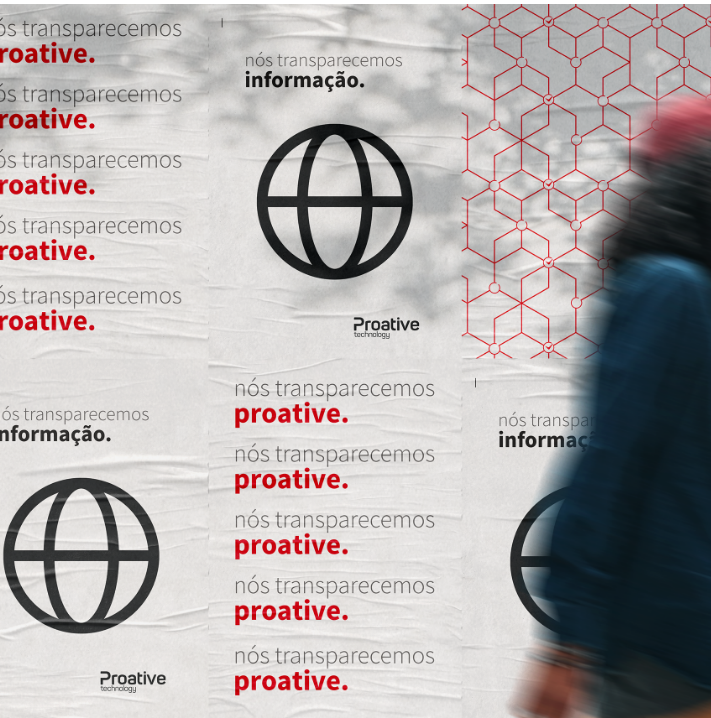 ós transparecemos
roative.
ós transparecemos
roative.
ós transparecemos
roative.
ós transparecemos
roative.
ós transparecemos
roative.
nós transparecemos
informação.
Proative
technology
ós transparecemos
nformação.
Proative
technology
nós transparecemos
proative.
nós transparecemos
proative.
nós transparecemos
proative.
nós transparecemos
proative.
nós transparecemos
proative.
nós transpar
informaç